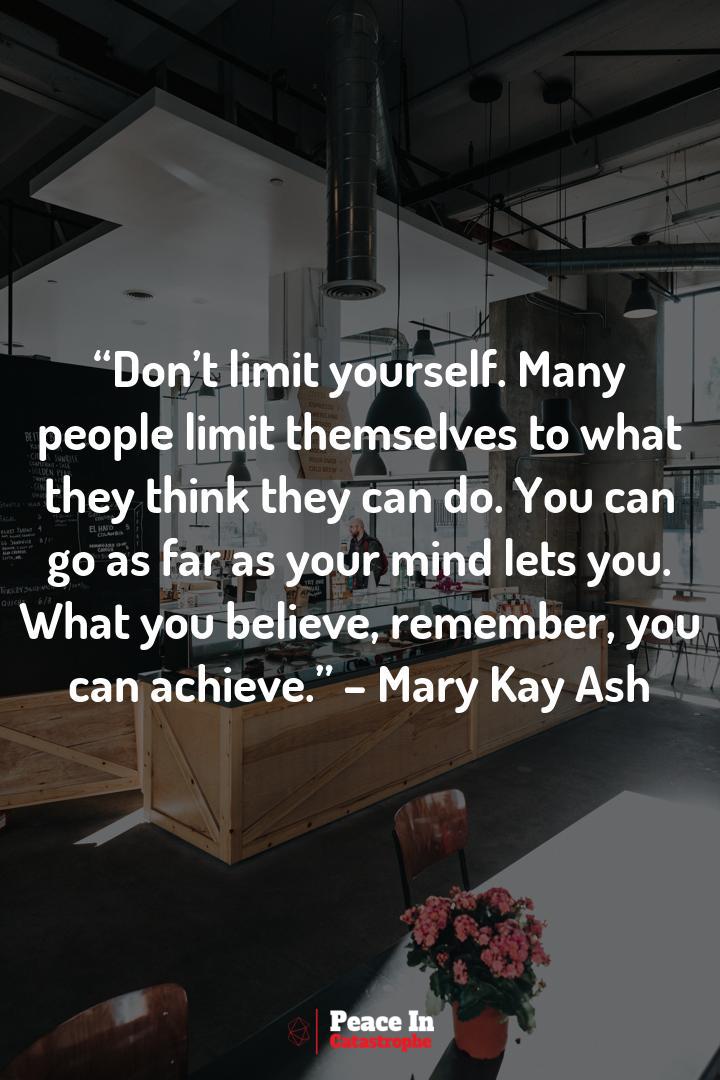 “Don’t limit yourself. Many
people limit themselves to what
they think they can do. You can
go as far as your mind lets you.
What you believe, remember, you
can achieve.” – Mary Kay Ash
Peace In
Catastrophe